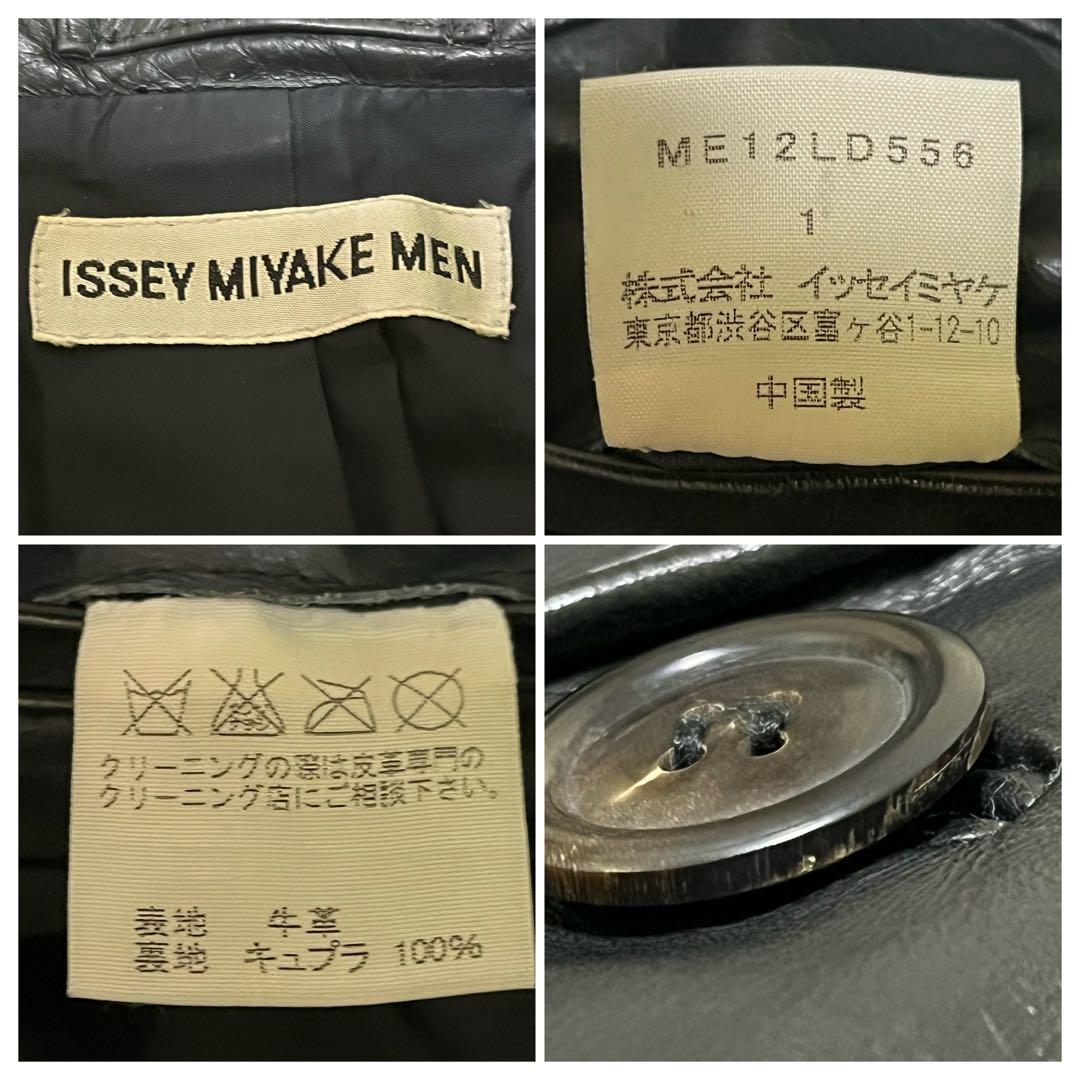 ISSEY MIYAKE MEN
ME12LD556
1
株式会社 イッセイミヤケ
東京都渋谷区富ヶ谷1-12-10
中国製
クリーニングの際は皮革専門の
クリーニング店にご相談下さい。
表地 牛革
裏地 キュプラ 100%